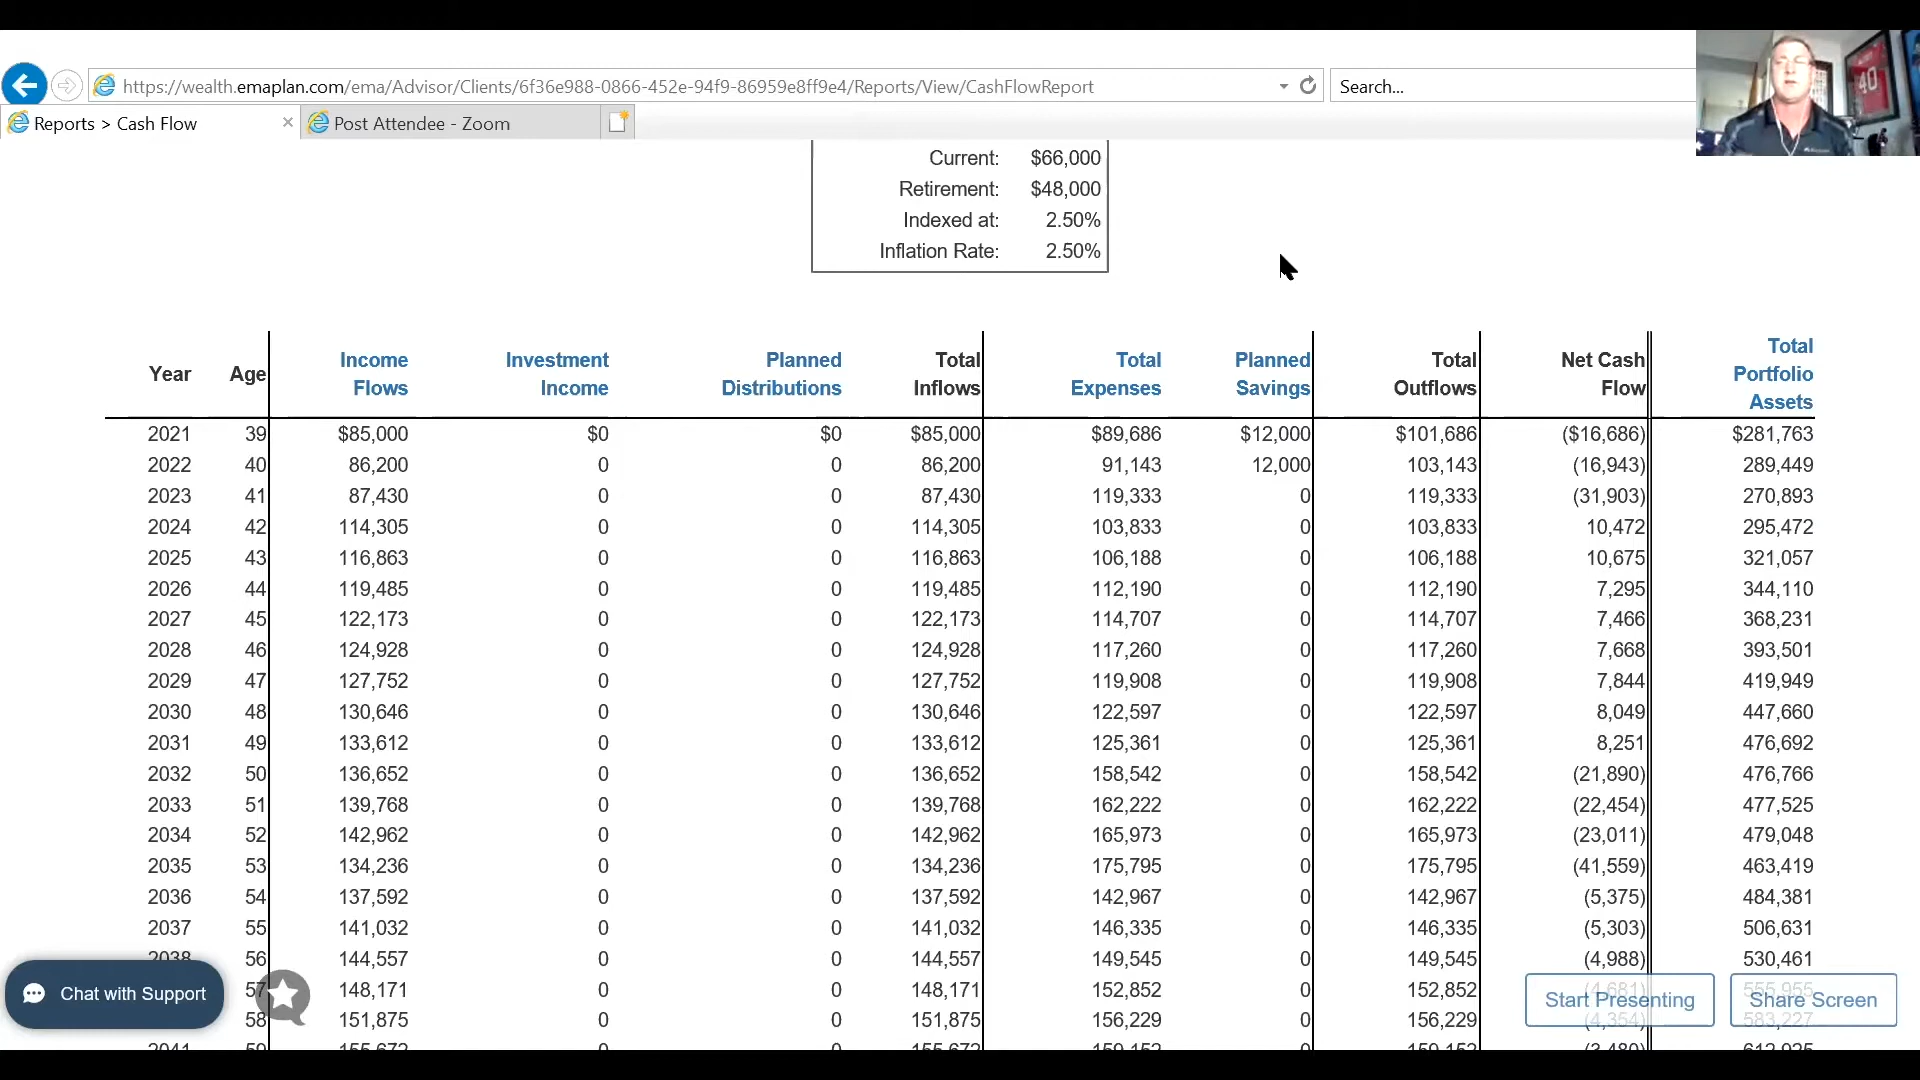 https://wealth.emaplan.com/ema/Advisor/Clients/6f36e988-0866-452e-94f9-86959e8ff9e4/Reports/View/CashFlowReport
Search...
Reports > Cash Flow
Post Attendee - Zoom
40
Current: $66,000
Retirement: $48,000
Indexed at: 2.50%
Inflation Rate: 2.50%
Year Age Income Flows Investment Income Planned Distributions Total Inflows Total Expenses Planned Savings Total Outflows Net Cash Flow Total Portfolio Assets
2021 39 $85,000 $0 $0 $85,000 $89,686 $12,000 $101,686 ($16,686) $281,763
2022 40 86,200 0 0 86,200 91,143 12,000 103,143 (16,943) 289,449
2023 41 87,430 0 0 87,430 119,333 0 119,333 (31,903) 270,893
2024 42 114,305 0 0 114,305 103,833 0 103,833 10,472 295,472
2025 43 116,863 0 0 116,863 106,188 0 106,188 10,675 321,057
2026 44 119,485 0 0 119,485 112,190 0 112,190 7,295 344,110
2027 45 122,173 0 0 122,173 114,707 0 114,707 7,466 368,231
2028 46 124,928 0 0 124,928 117,260 0 117,260 7,668 393,501
2029 47 127,752 0 0 127,752 119,908 0 119,908 7,844 419,949
2030 48 130,646 0 0 130,646 122,597 0 122,597 8,049 447,660
2031 49 133,612 0 0 133,612 125,361 0 125,361 8,251 476,692
2032 50 136,652 0 0 136,652 158,542 0 158,542 (21,890) 476,766
2033 51 139,768 0 0 139,768 162,222 0 162,222 (22,454) 477,525
2034 52 142,962 0 0 142,962 165,973 0 165,973 (23,011) 479,048
2035 53 134,236 0 0 134,236 175,795 0 175,795 (41,559) 463,419
2036 54 137,592 0 0 137,592 142,967 0 142,967 (5,375) 484,381
2037 55 141,032 0 0 141,032 146,335 0 146,335 (5,303) 506,631
2038 56 144,557 0 0 144,557 149,545 0 149,545 (4,988) 530,461
57 148,171 0 0 148,171 152,852 0 152,852 (4,681) 555,955
58 151,875 0 0 151,875 156,229 0 156,229 (4,354) 583,227
Chat with Support
Start Presenting
Share Screen